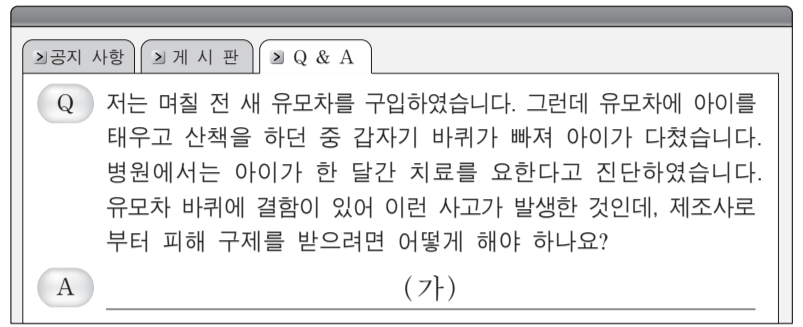 공지 사항 게 시 판 Q & A
Q 저는 며칠 전 새 유모차를 구입하였습니다. 그런데 유모차에 아이를
태우고 산책을 하던 중 갑자기 바퀴가 빠져 아이가 다쳤습니다.
병원에서는 아이가 한 달간 치료를 요한다고 진단하였습니다.
유모차 바퀴에 결함이 있어 이런 사고가 발생한 것인데, 제조사로
부터 피해 구제를 받으려면 어떻게 해야 하나요?
A (가)